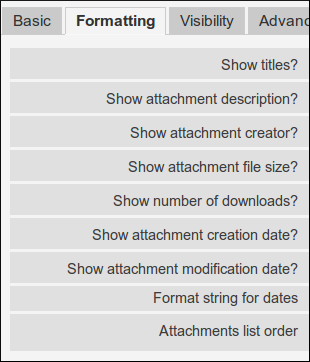 Basic Formatting Visibility Advanc
Show titles?
Show attachment description?
Show attachment creator?
Show attachment file size?
Show number of downloads?
Show attachment creation date?
Show attachment modification date?
Format string for dates
Attachments list order